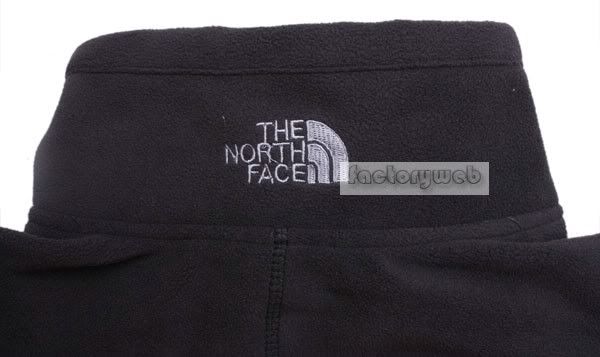 THE
NORTH
FACE
factoryweb